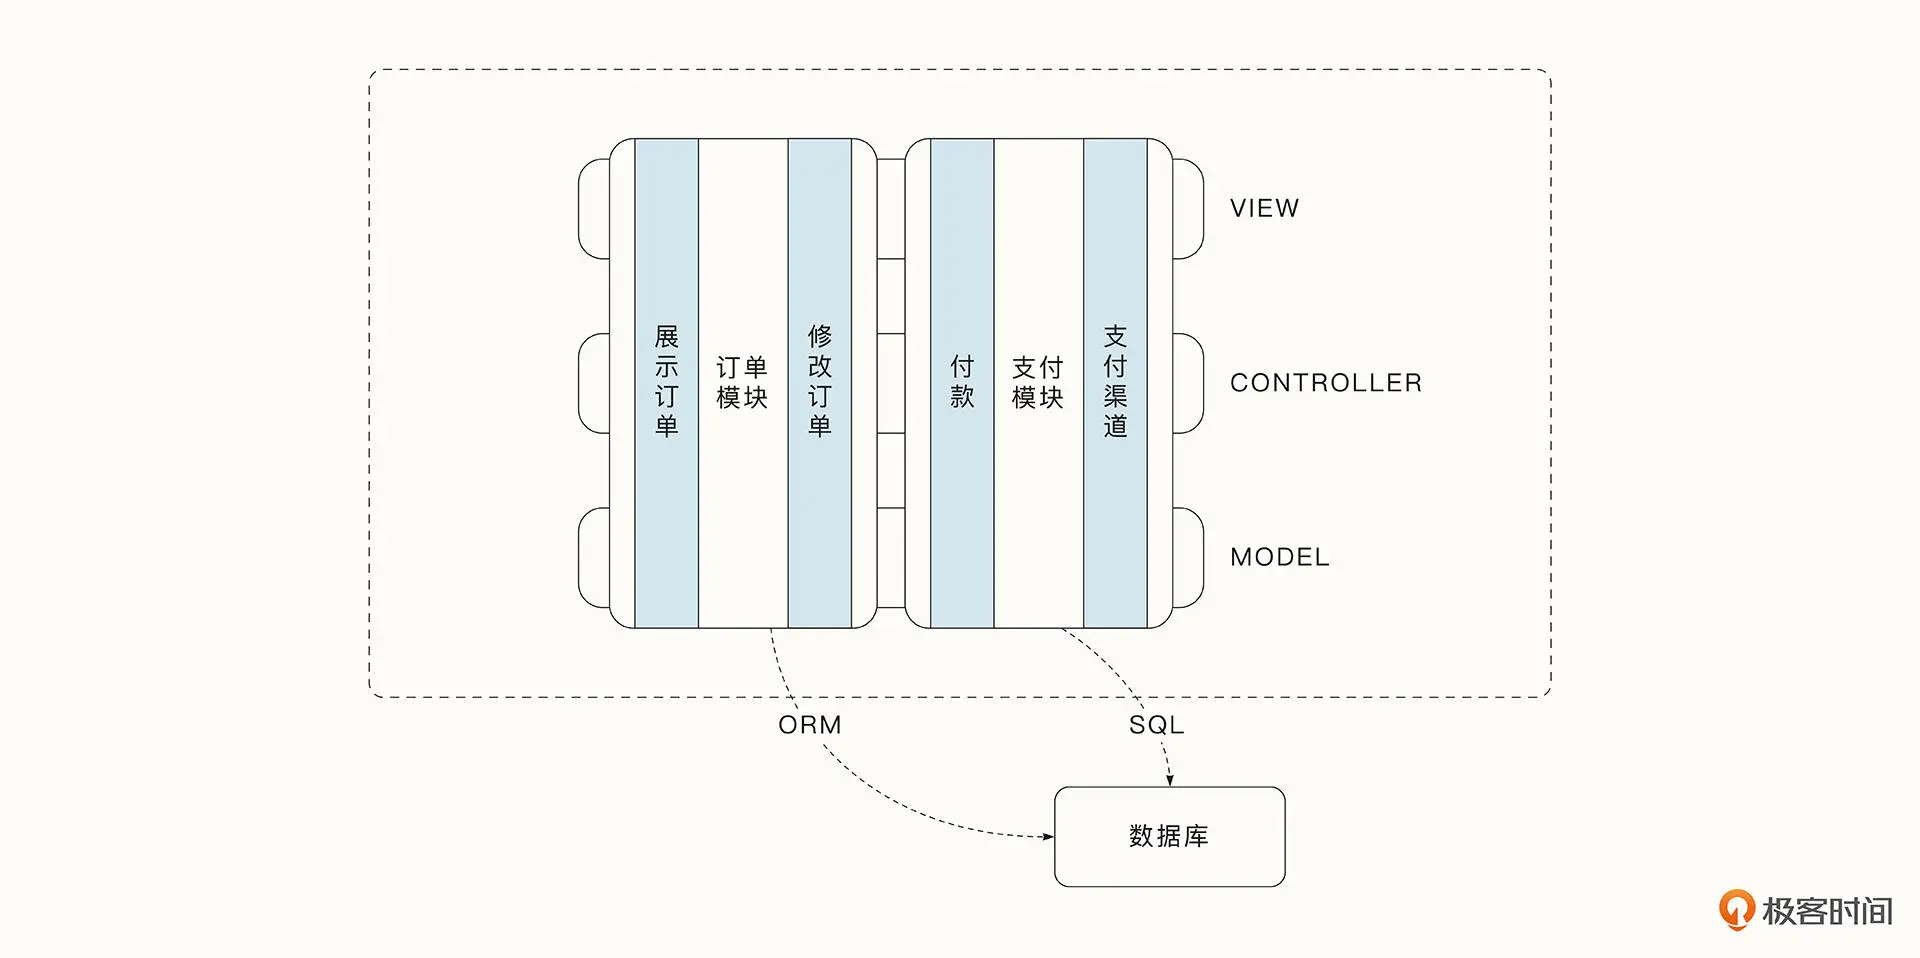 展示订单
订单
模块
修改订单
付款
支付
模块
支付渠道
VIEW
CONTROLLER
MODEL
ORM
SQL
数据库
极客时间